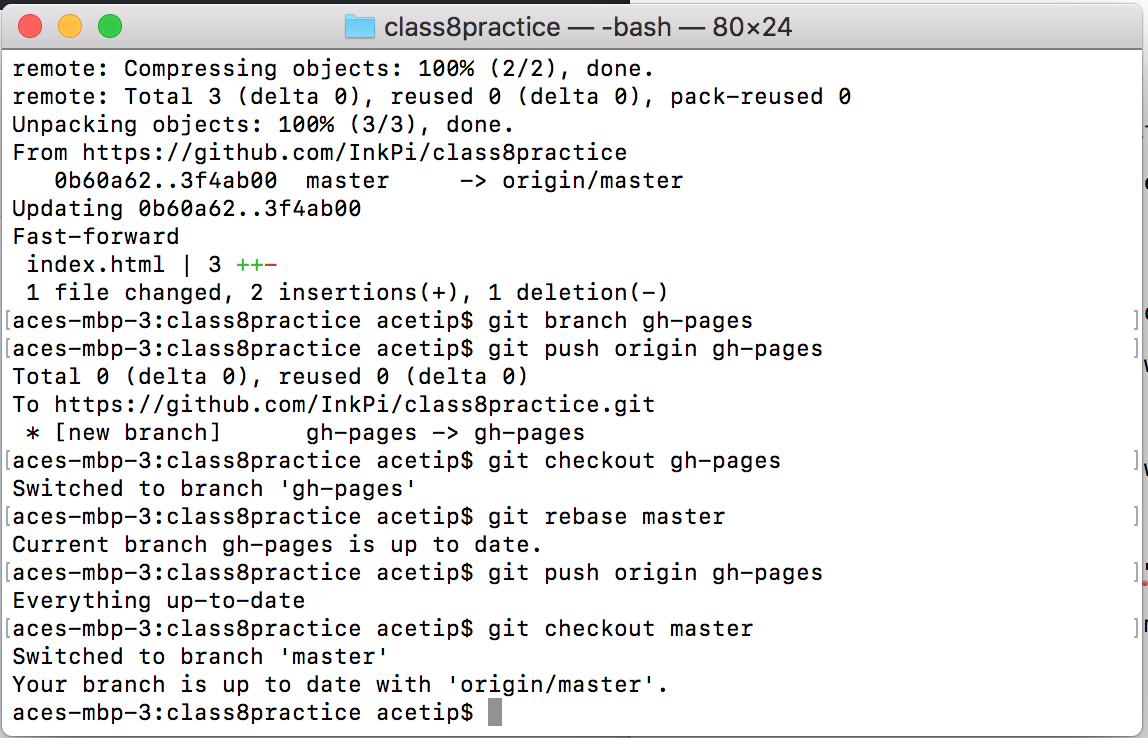 class8practice — -bash — 80×24
remote: Compressing objects: 100% (2/2), done.
remote: Total 3 (delta 0), reused 0 (delta 0), pack-reused 0
Unpacking objects: 100% (3/3), done.
From https://github.com/InkPi/class8practice
   0b60a62..3f4ab00  master     -> origin/master
Updating 0b60a62..3f4ab00
Fast-forward
 index.html | 3 ++-
 1 file changed, 2 insertions(+), 1 deletion(-)
[aces-mbp-3:class8practice acetip$ git branch gh-pages ]
[aces-mbp-3:class8practice acetip$ git push origin gh-pages ]
Total 0 (delta 0), reused 0 (delta 0)
To https://github.com/InkPi/class8practice.git
 * [new branch]      gh-pages -> gh-pages
[aces-mbp-3:class8practice acetip$ git checkout gh-pages ]
Switched to branch 'gh-pages'
[aces-mbp-3:class8practice acetip$ git rebase master ]
Current branch gh-pages is up to date.
[aces-mbp-3:class8practice acetip$ git push origin gh-pages ]
Everything up-to-date
[aces-mbp-3:class8practice acetip$ git checkout master ]
Switched to branch 'master'
Your branch is up to date with 'origin/master'.
aces-mbp-3:class8practice acetip$